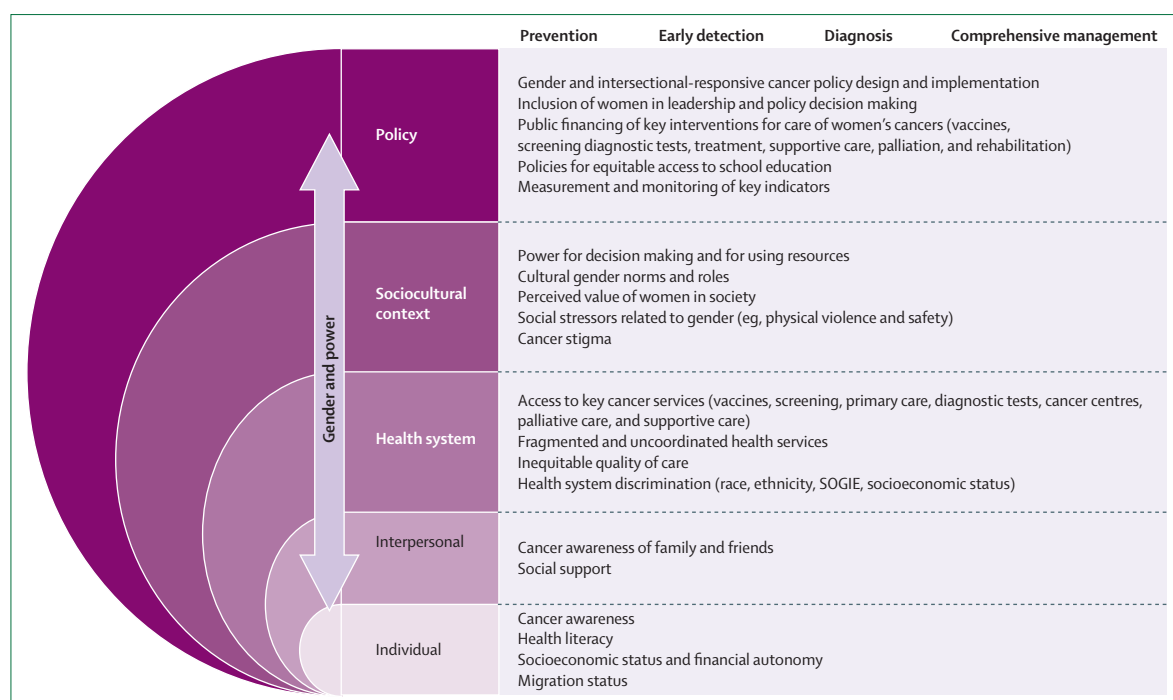 Prevention Early detection Diagnosis Comprehensive management
Policy
Gender and intersectional-responsive cancer policy design and implementation
Inclusion of women in leadership and policy decision making
Public financing of key interventions for care of women's cancers (vaccines,
screening diagnostic tests, treatment, supportive care, palliation, and rehabilitation)
Policies for equitable access to school education
Measurement and monitoring of key indicators
Gender and power
Sociocultural
context
Power for decision making and for using resources
Cultural gender norms and roles
Perceived value of women in society
Social stressors related to gender (eg, physical violence and safety)
Cancer stigma
Health system
Access to key cancer services (vaccines, screening, primary care, diagnostic tests, cancer centres,
palliative care, and supportive care)
Fragmented and uncoordinated health services
Inequitable quality of care
Health system discrimination (race, ethnicity, SOGIE, socioeconomic status)
Interpersonal
Cancer awareness of family and friends
Social support
Individual
Cancer awareness
Health literacy
Socioeconomic status and financial autonomy
Migration status